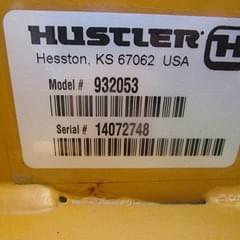 HUSTLER H
Hesston, KS 67062 USA
Model # 932053
Serial # 14072748